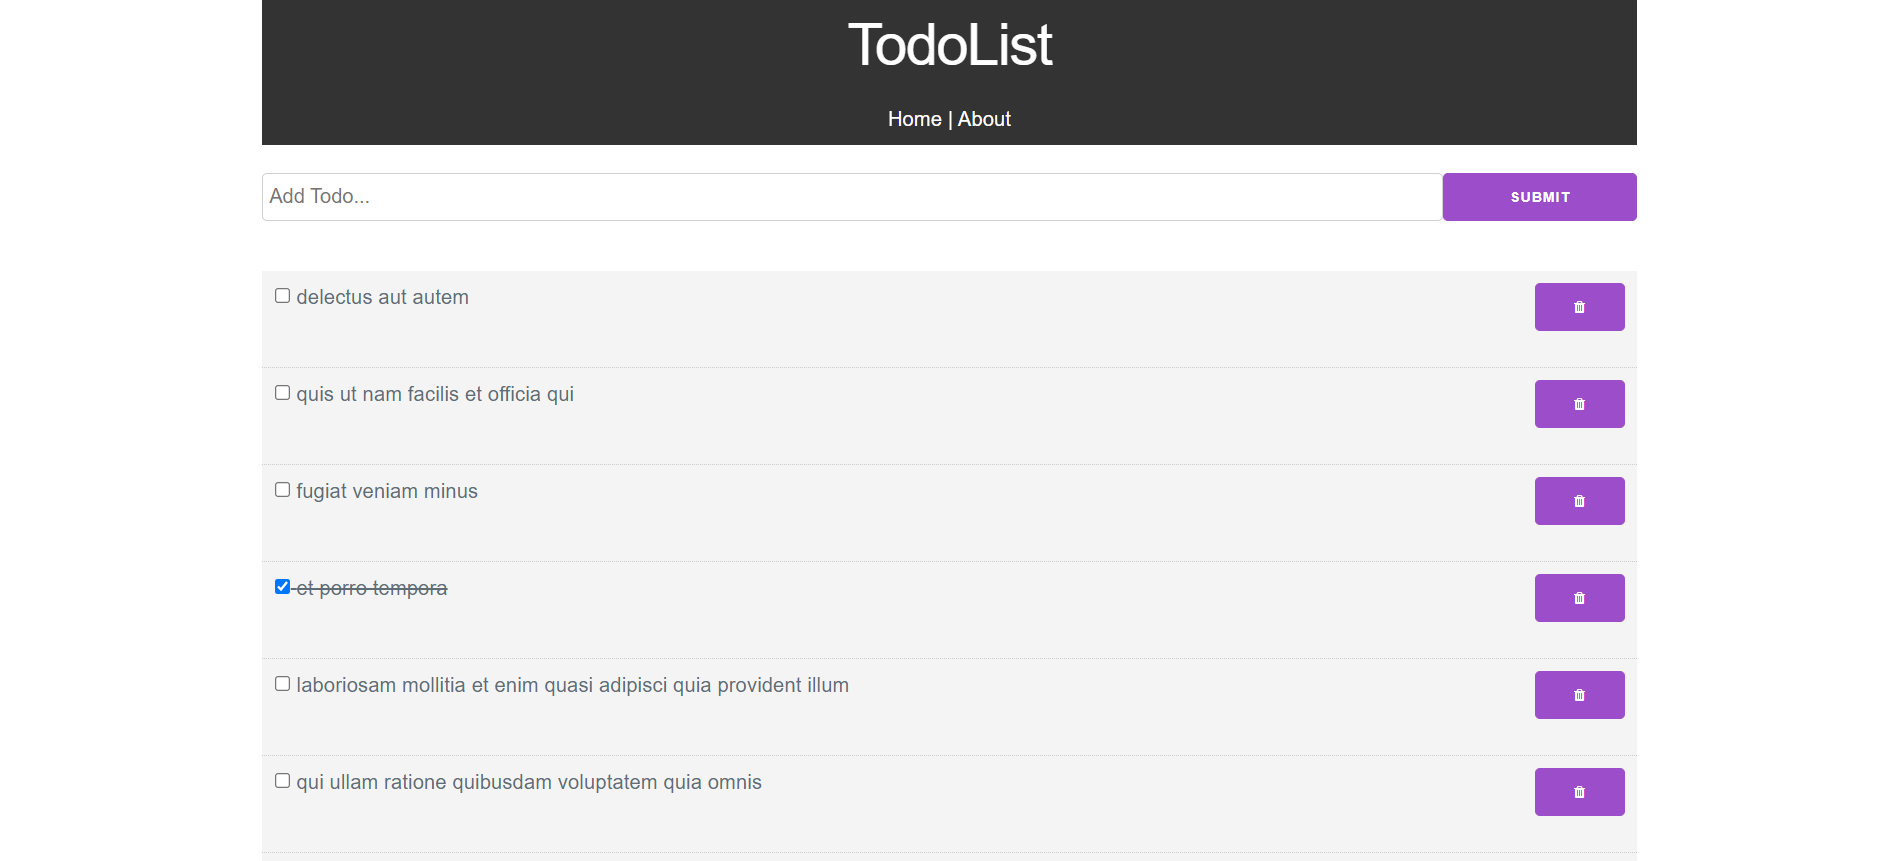 TodoList
Home | About
Add Todo... SUBMIT
delectus aut autem
quis ut nam facilis et officia qui
fugiat veniam minus
et porro tempora
laboriosam mollitia et enim quasi adipisci quia provident illum
qui ullam ratione quibusdam voluptatem quia omnis